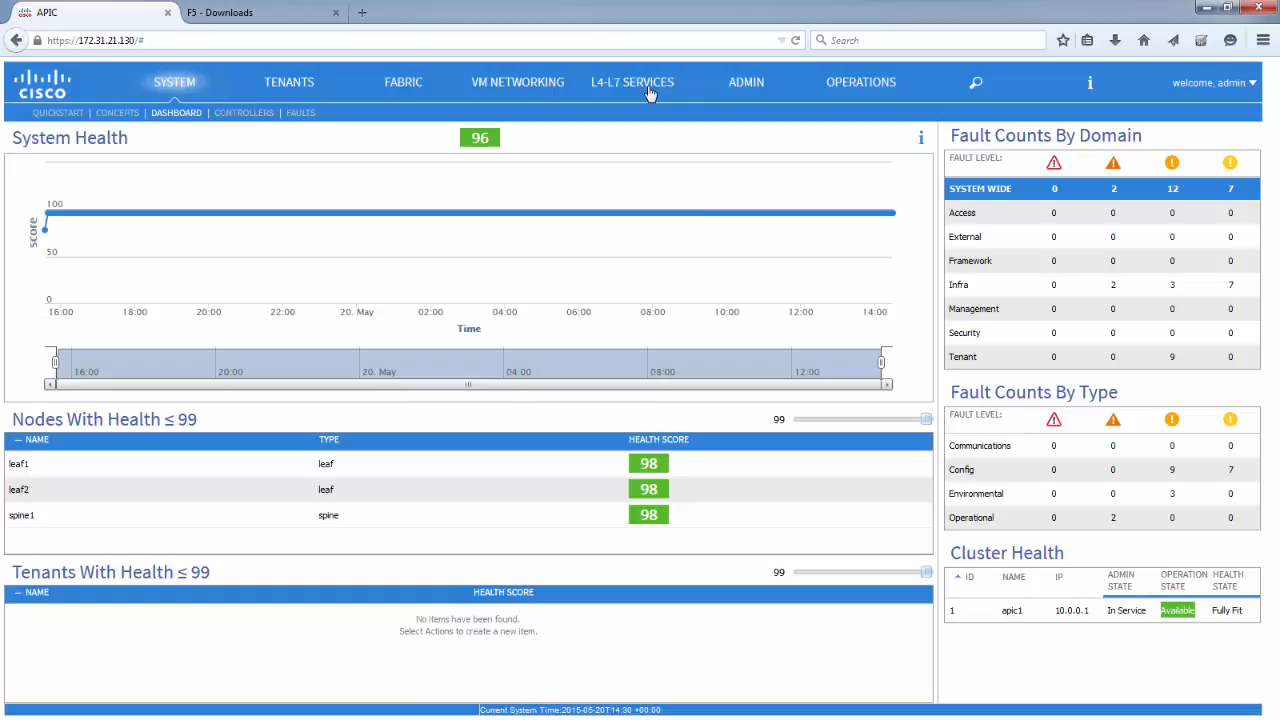 APIC × F5 - Downloads × +
https://172.31.21.130/# Search
CISCO SYSTEM TENANTS FABRIC VM NETWORKING L4-L7 SERVICES ADMIN OPERATIONS i welcome, admin
QUICKSTART | CONCEPTS | DASHBOARD | CONTROLLERS | FAULTS
System Health 96 i
100
50
0
score
16:00 18:00 20:00 22:00 20. May 02:00 04:00 06:00 08:00 10:00 12:00 14:00
Time
16:00 20:00 20. May 04:00 08:00 12:00
Nodes With Health ≤ 99 99
NAME TYPE HEALTH SCORE
leaf1 leaf 98
leaf2 leaf 98
spine1 spine 98
Tenants With Health ≤ 99 99
NAME HEALTH SCORE
No items have been found.
Select Actions to create a new item.
Fault Counts By Domain
FAULT LEVEL:
SYSTEM WIDE 0 2 12 7
Access 0 0 0 0
External 0 0 0 0
Framework 0 0 0 0
Infra 0 2 3 7
Management 0 0 0 0
Security 0 0 0 0
Tenant 0 0 9 0
Fault Counts By Type
FAULT LEVEL:
Communications 0 0 0 0
Config 0 0 9 7
Environmental 0 0 3 0
Operational 0 2 0 0
Cluster Health
ID NAME IP ADMIN STATE OPERATION STATE HEALTH STATE
1 apic1 10.0.0.1 In Service Available Fully Fit
Current System Time:2015-05-20T14:30 +00:00